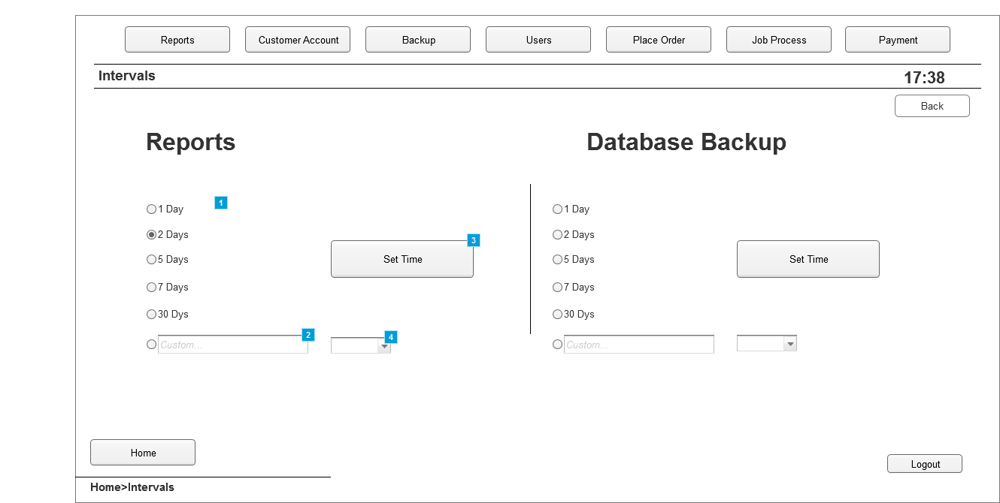 Reports Customer Account Backup Users Place Order Job Process Payment
Intervals 17:38
Back
Reports Database Backup
1 Day 1 1 Day
2 Days 2 Days
3
5 Days Set Time 5 Days Set Time
7 Days 7 Days
30 Dys 30 Dys
2 4
Custom... Custom...
Home
Logout
Home>Intervals